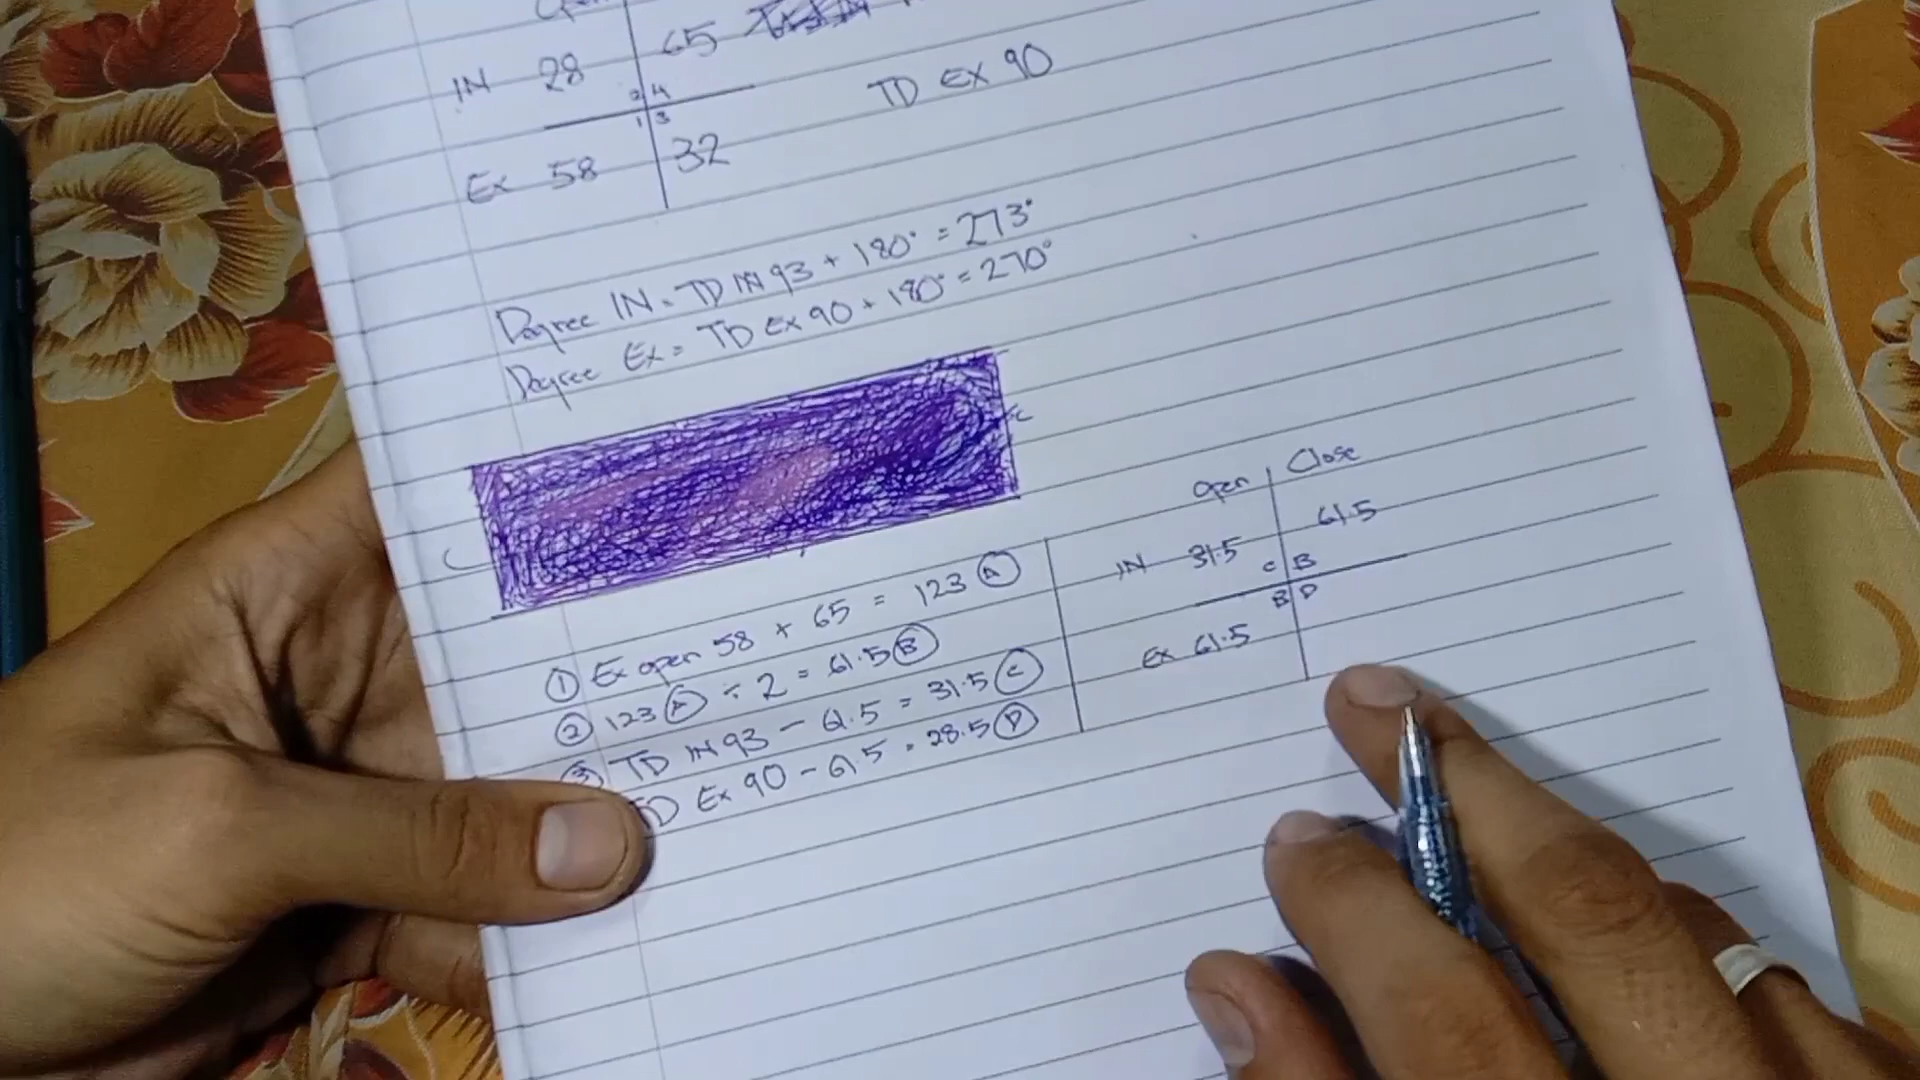 IN 28 65
2 4
1 3
Ex 58 32
TD Ex 90
Degree IN = TD IN 93 + 180° = 273°
Degree Ex = TD Ex 90 + 180° = 270°
① Ex open 58 + 65 = 123 Ⓐ
② 123 Ⓐ ÷ 2 = 61.5 Ⓑ
③ TD IN 93 - 61.5 = 31.5 Ⓒ
TD Ex 90 - 61.5 = 28.5 Ⓓ
Open Close
IN 31.5 61.5
C B
B D
Ex 61.5